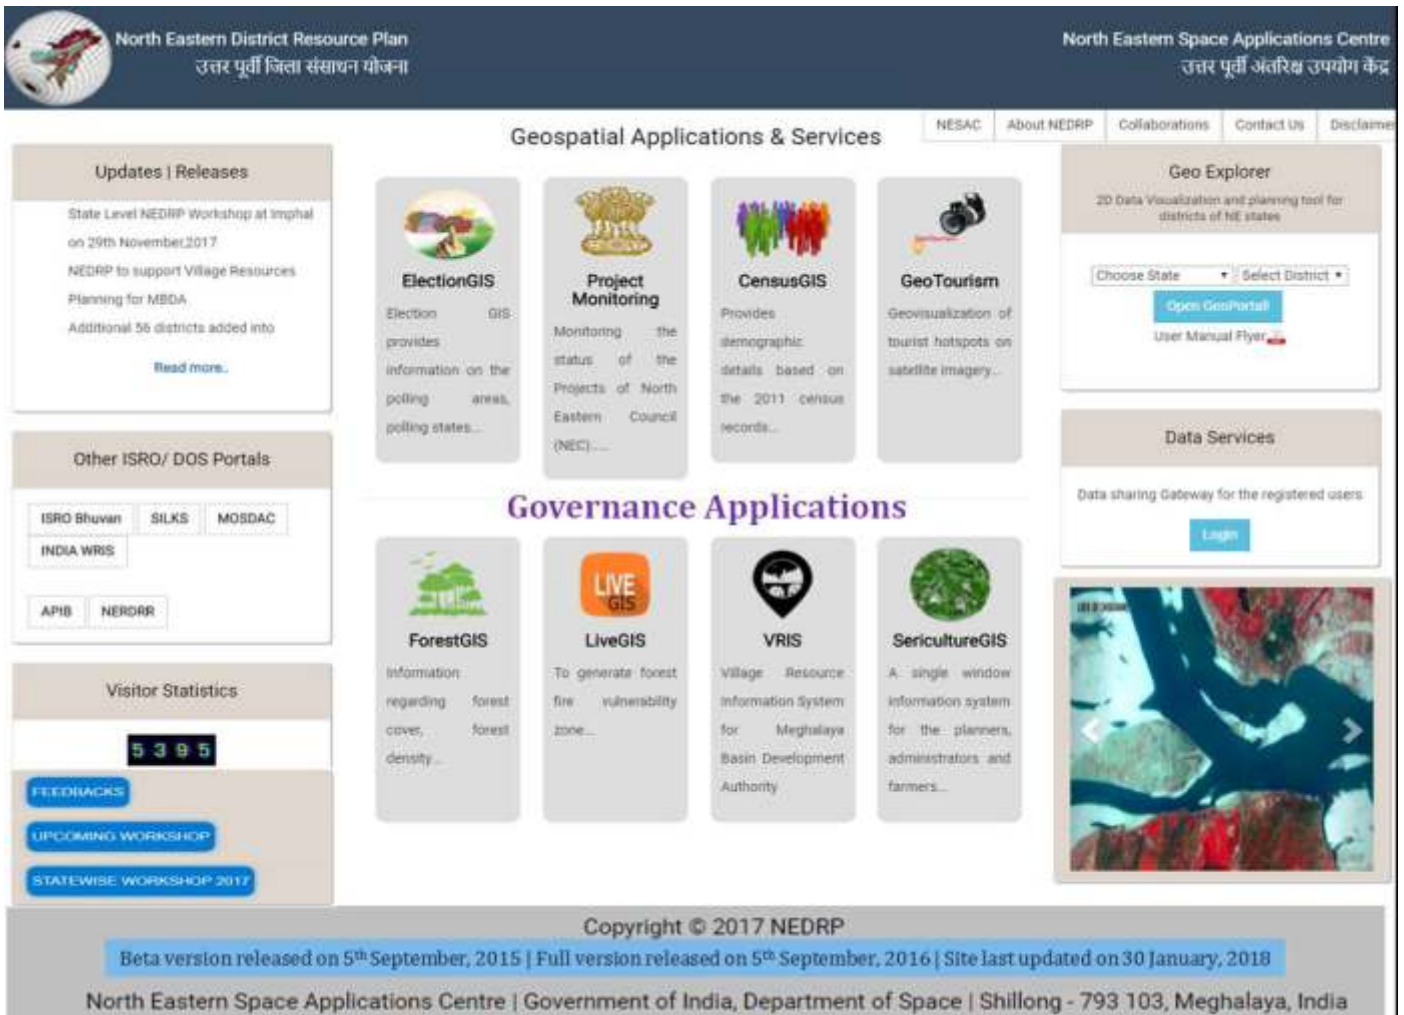 North Eastern District Resource Plan
उत्तर पूर्वी जिला संसाधन योजना
North Eastern Space Applications Centre
उत्तर पूर्वी अंतरिक्ष उपयोग केंद्र
NESAC
About NEDRP
Collaborations
Contact Us
Disclaimer
Updates | Releases
State Level NEDRP Workshop at Imphal
on 29th November,2017
NEDRP to support Village Resources
Planning for MBDA
Additional 56 districts added into
Read more..
Other ISRO/ DOS Portals
ISRO Bhuvan
SILKS
MOSDAC
INDIA WRIS
APIB
NERDRR
Visitor Statistics
5395
FEEDBACKS
UPCOMING WORKSHOP
STATEWISE WORKSHOP 2017
Geospatial Applications & Services
ElectionGIS
Election GIS
provides
information on the
polling areas,
polling states...
Project
Monitoring
Monitoring the
status of the
Projects of North
Eastern Council
(NEC).....
CensusGIS
Provides
demographic
details based on
the 2011 census
records...
GeoTourism
Geovisualization of
tourist hotspots on
satellite imagery...
Governance Applications
ForestGIS
Information
regarding forest
cover, forest
density...
LIVE
GIS
LiveGIS
To generate forest
fire vulnerability
zone...
VRIS
Village Resource
Information System
for Meghalaya
Basin Development
Authority
SericultureGIS
A single window
information system
for the planners,
administrators and
farmers...
Geo Explorer
2D Data Visualization and planning tool for
districts of NE states
Choose State
Select District
Open GeoPortal!
User Manual Flyer
Data Services
Data sharing Gateway for the registered users
Login
Copyright © 2017 NEDRP
Beta version released on 5th September, 2015 | Full version released on 5th September, 2016 | Site last updated on 30 January, 2018
North Eastern Space Applications Centre | Government of India, Department of Space | Shillong - 793 103, Meghalaya, India